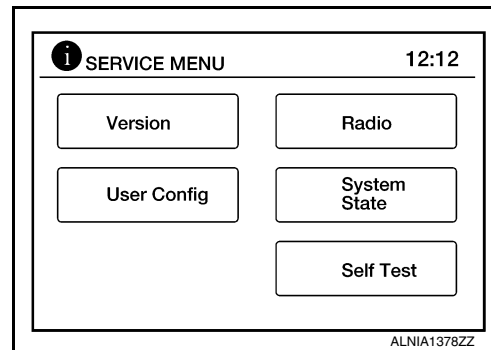 i SERVICE MENU 12:12
Version Radio
User Config System
State
Self Test
ALNIA1378ZZ